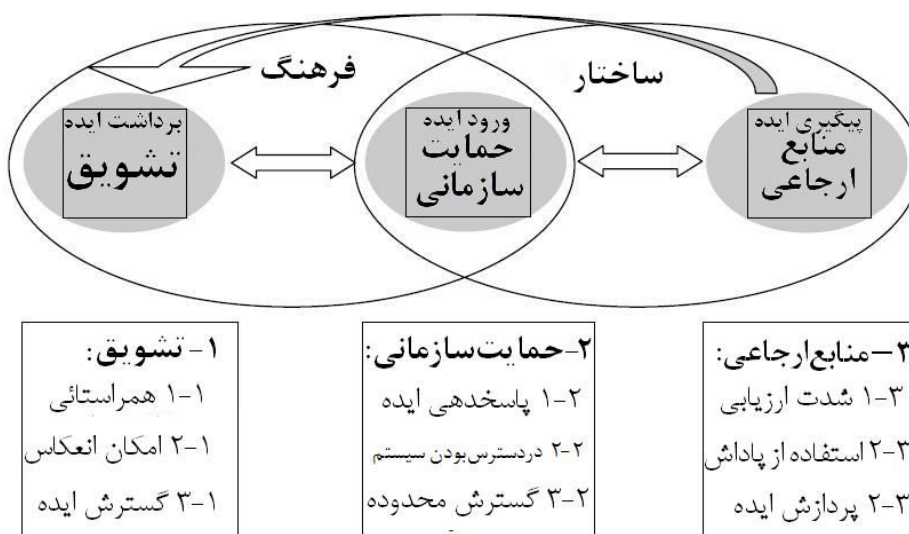 ساختار
فرهنگ
پیگیری ایده
منابع
ارجاعی
ورود ایده
حمایت
سازمانی
برداشت ایده
تشویق
۱- تشویق:
۱-۱ همراستائی
۲-۱ امکان انعکاس
۳-۱ گسترش ایده
۲-حمایت‌سازمانی:
۱-۲ پاسخدهی ایده
۲-۲ دردسترس‌بودن سیستم
۳-۲ گسترش محدوده
۳-منابع‌ارجاعی:
۱-۳ شدت ارزیابی
۲-۳ استفاده از پاداش
۲-۳ پردازش ایده